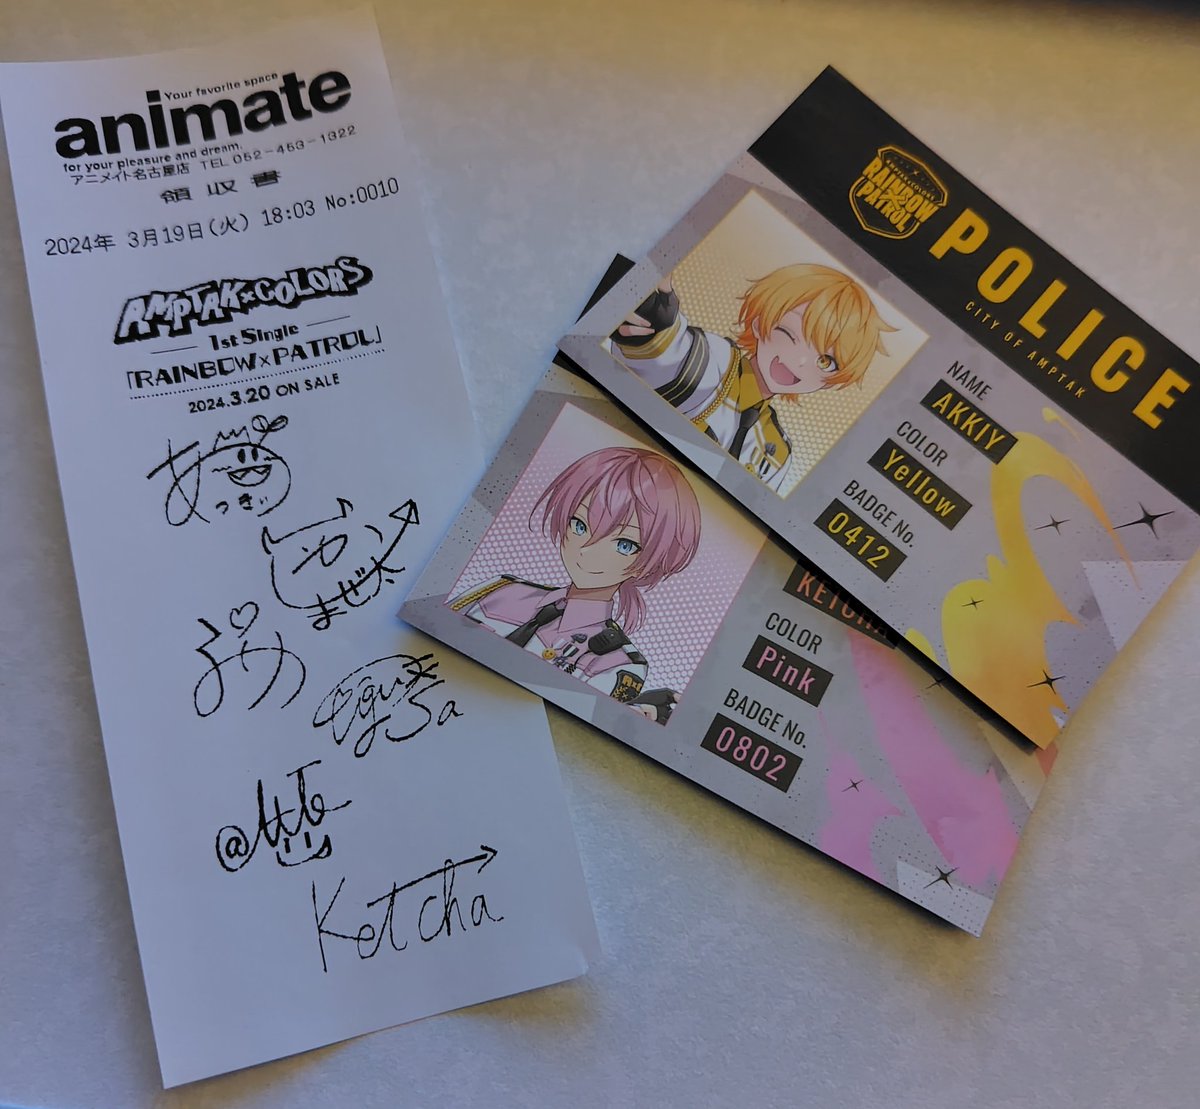 Your favorite space
animate
for your pleasure and dream.
アニメイト名古屋店 TEL 052-453-1322
領収書
2024年 3月19日(火) 18:03 No:0010
AMPTAK×COLORS
1st Single
「RAINBOW×PATROL」
2024.3.20 ON SALE
あ
っきぃ
まぜ太
Sa
Ketcha
AMPTAK×COLORS
RAINBOW
PATROL
POLICE
CITY OF AMPTAK
NAME
AKKIY
COLOR
Yellow
BADGE No.
0412
KETCHA
COLOR
Pink
BADGE No.
0802